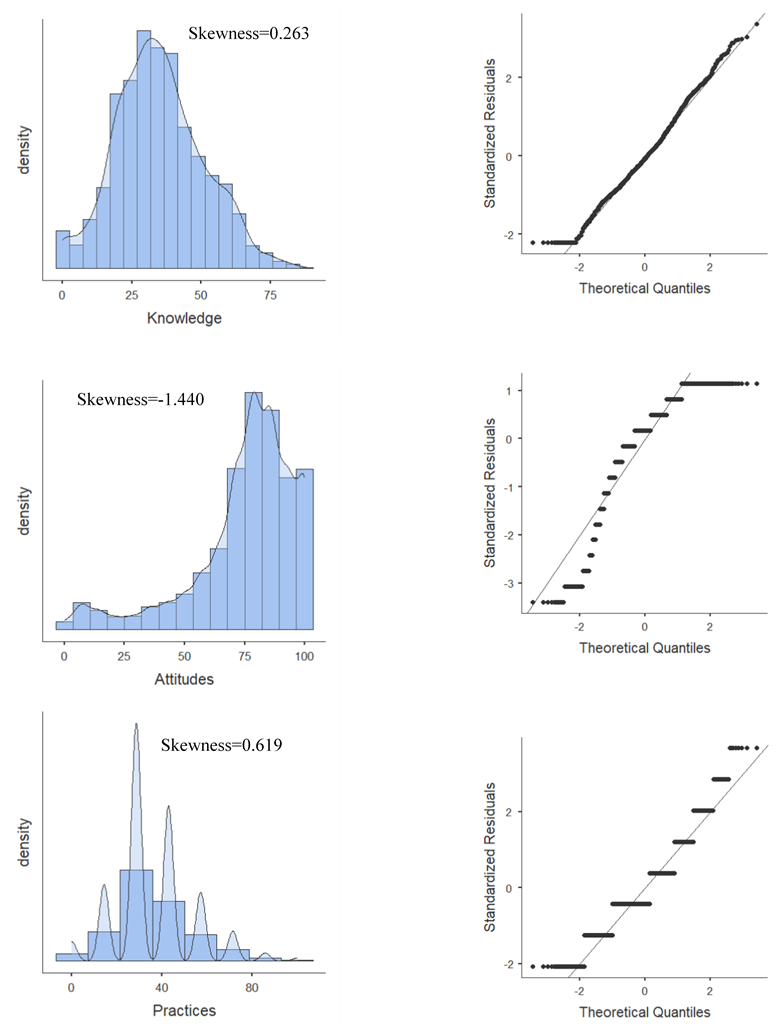 Skewness=0.263
density
0 25 50 75
Knowledge
Standardized Residuals
2
0
-2
-2 0 2
Theoretical Quantiles
Skewness=-1.440
density
0 25 50 75 100
Attitudes
Standardized Residuals
1
0
-1
-2
-3
-2 0 2
Theoretical Quantiles
Skewness=0.619
density
0 40 80
Practices
Standardized Residuals
2
0
-2
-2 0 2
Theoretical Quantiles